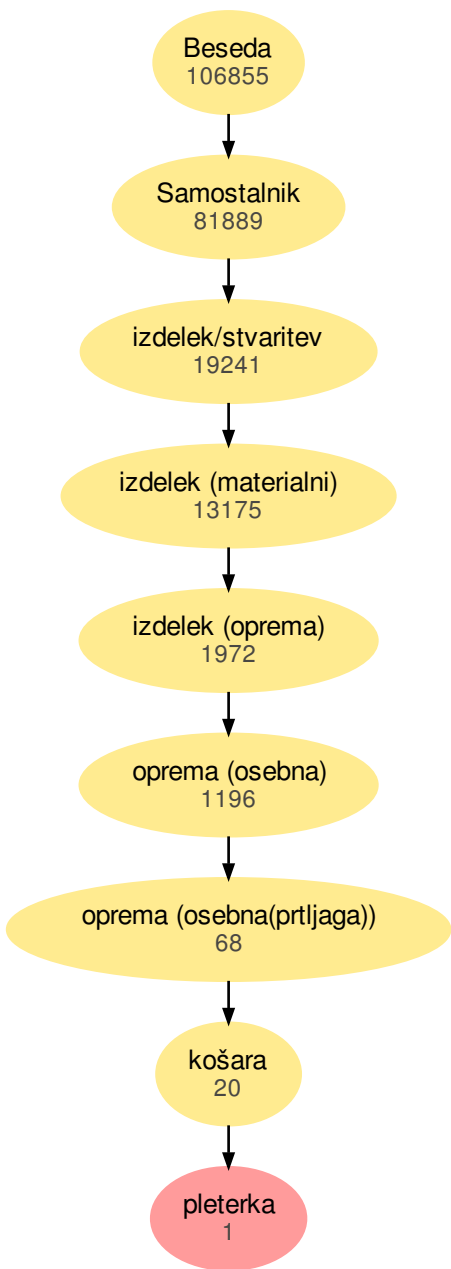 Beseda
106855
Samostalnik
81889
izdelek/stvaritev
19241
izdelek (materialni)
13175
izdelek (oprema)
1972
oprema (osebna)
1196
oprema (osebna(prtljaga))
68
košara
20
pleterka
1